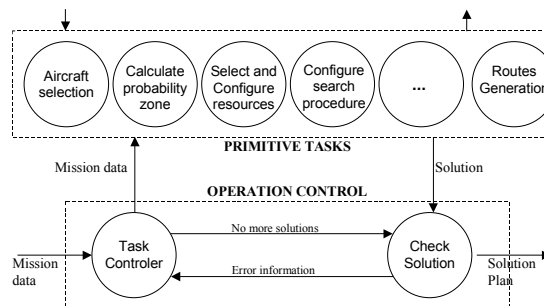 Aircraft
selection
Calculate
probability
zone
Select and
Configure
resources
Configure
search
procedure
...
Routes
Generation
PRIMITIVE TASKS
Mission data
Solution
OPERATION CONTROL
No more solutions
Task
Controler
Check
Solution
Error information
Mission
data
Solution
Plan